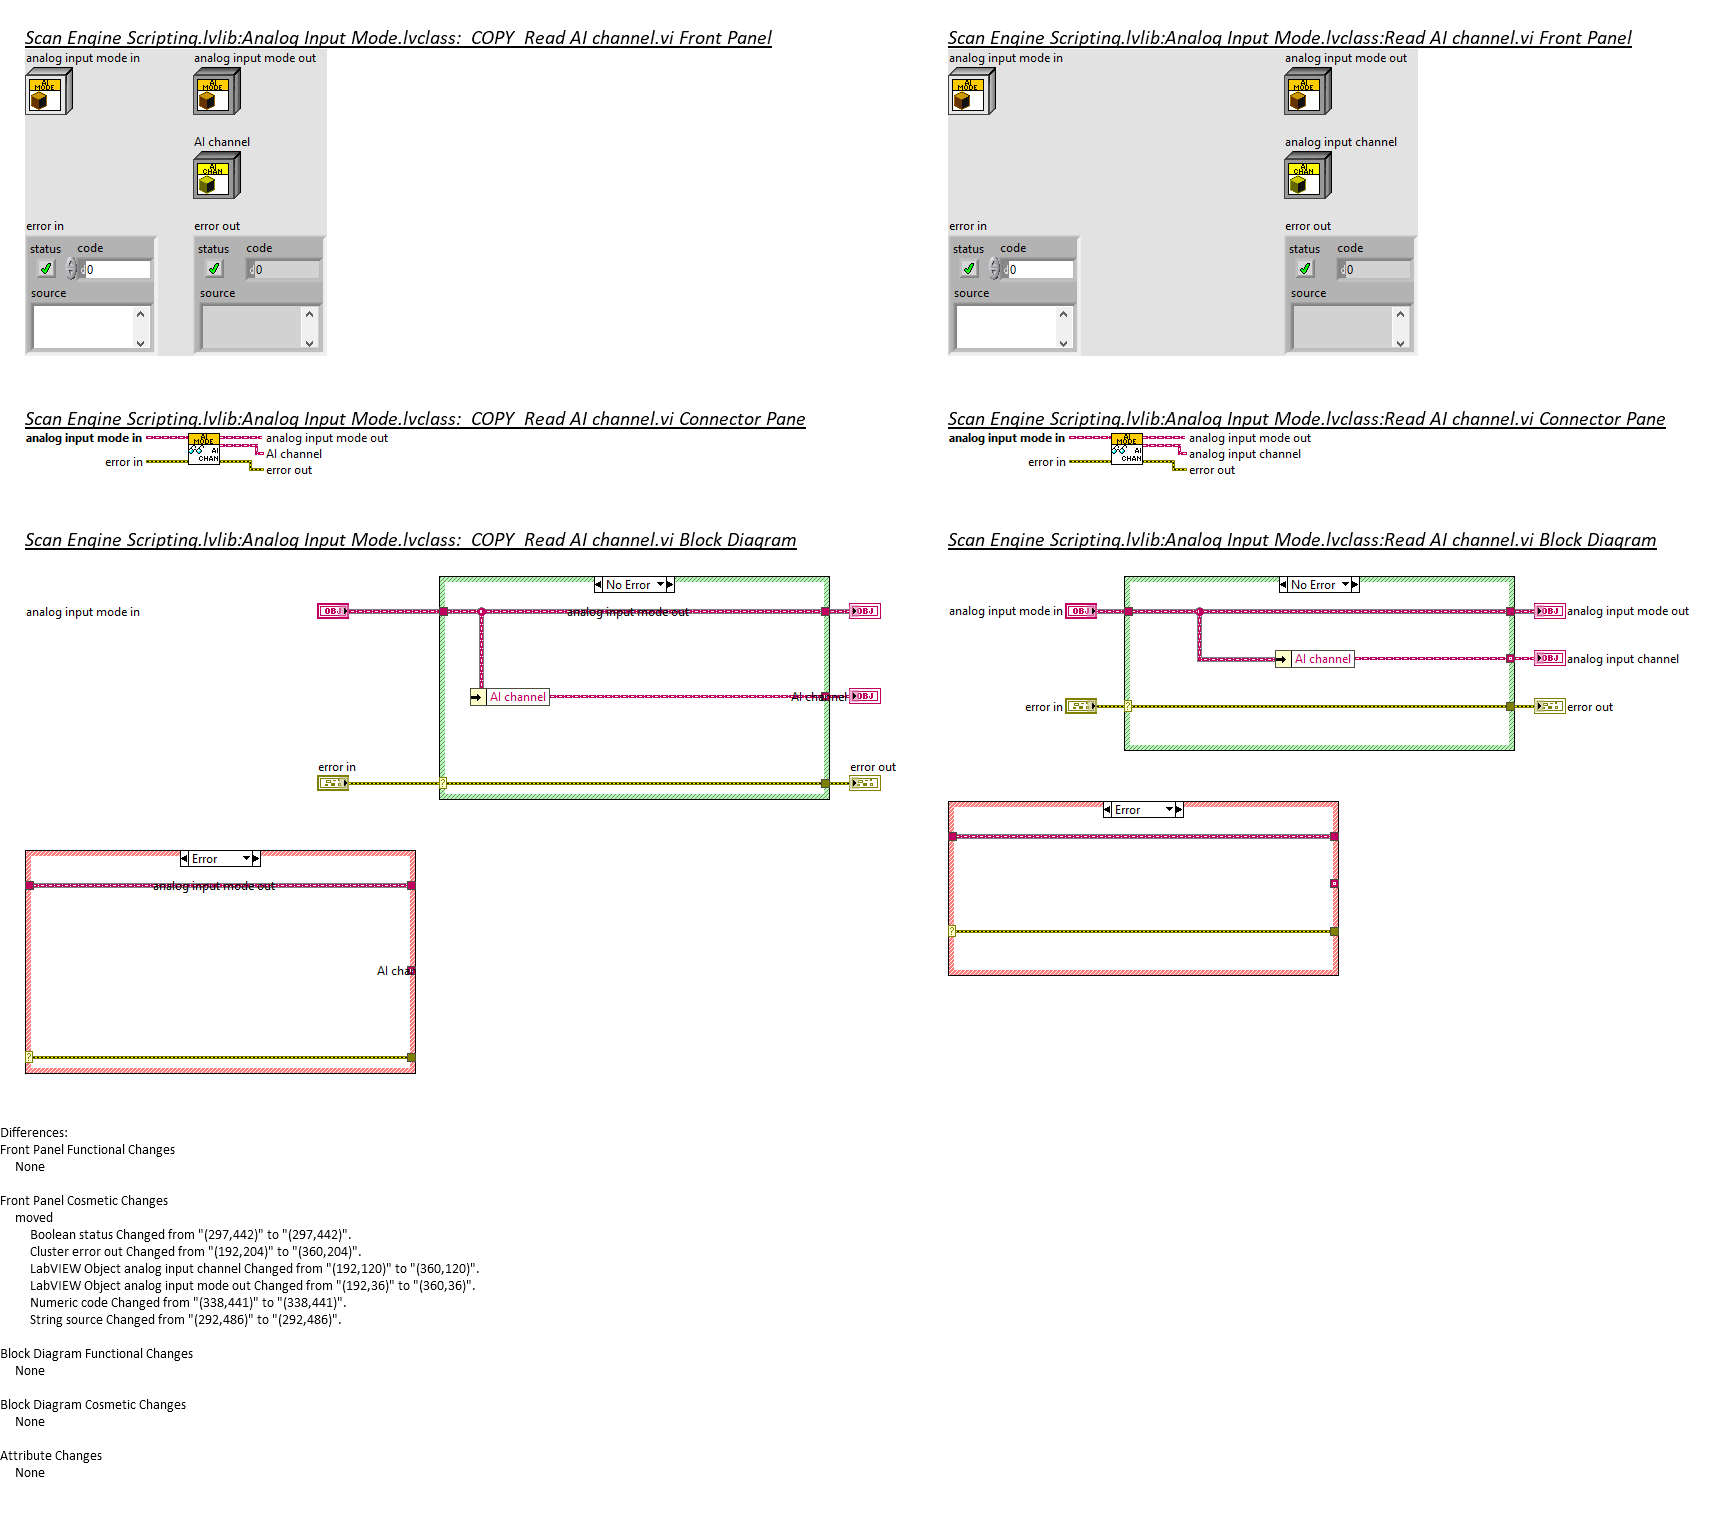 Scan Engine Scripting.lvlib:Analog Input Mode.lvclass:  COPY  Read AI channel.vi Front Panel
analog input mode in
analog input mode out
AI
MODE
AI
MODE
AI channel
AI
CHAN
error in
error out
status
code
status
code
d
0
d
0
source
source
Scan Engine Scripting.lvlib:Analog Input Mode.lvclass:Read AI channel.vi Front Panel
analog input mode in
analog input mode out
AI
MODE
AI
MODE
analog input channel
AI
CHAN
error in
error out
status
code
status
code
d
0
d
0
source
source
Scan Engine Scripting.lvlib:Analog Input Mode.lvclass:  COPY  Read AI channel.vi Connector Pane
analog input mode in
AI
MODE
AI
CHAN
analog input mode out
AI channel
error in
error out
Scan Engine Scripting.lvlib:Analog Input Mode.lvclass:Read AI channel.vi Connector Pane
analog input mode in
AI
MODE
AI
CHAN
analog input mode out
analog input channel
error in
error out
Scan Engine Scripting.lvlib:Analog Input Mode.lvclass:  COPY  Read AI channel.vi Block Diagram
No Error
analog input mode in
OBJ
analog input mode out
OBJ
AI channel
AI channel
OBJ
error in
error out
?
Error
analog input mode out
AI chan
?
Scan Engine Scripting.lvlib:Analog Input Mode.lvclass:Read AI channel.vi Block Diagram
No Error
analog input mode in
OBJ
OBJ
analog input mode out
AI channel
OBJ
analog input channel
error in
?
error out
Error
?
Differences:
Front Panel Functional Changes
None
Front Panel Cosmetic Changes
moved
Boolean status Changed from "(297,442)" to "(297,442)".
Cluster error out Changed from "(192,204)" to "(360,204)".
LabVIEW Object analog input channel Changed from "(192,120)" to "(360,120)".
LabVIEW Object analog input mode out Changed from "(192,36)" to "(360,36)".
Numeric code Changed from "(338,441)" to "(338,441)".
String source Changed from "(292,486)" to "(292,486)".
Block Diagram Functional Changes
None
Block Diagram Cosmetic Changes
None
Attribute Changes
None